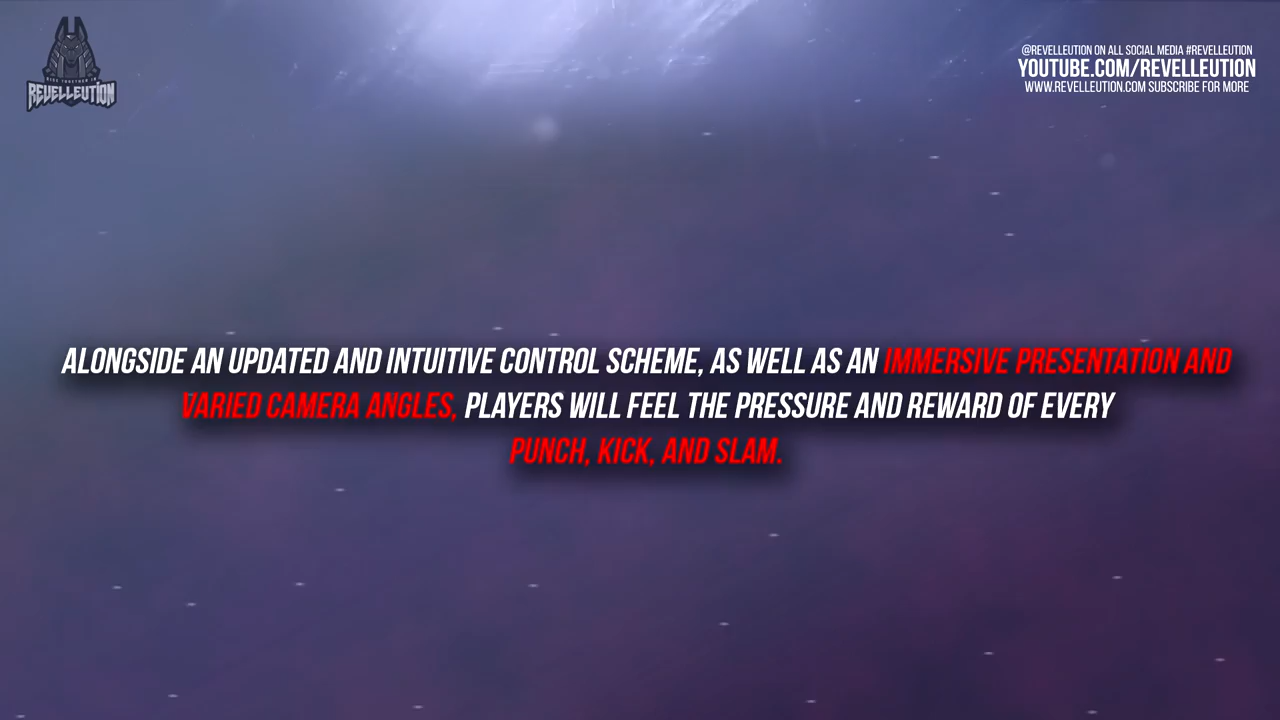 REVELLEUTION
@REVELLEUTION ON ALL SOCIAL MEDIA #REVELLEUTION
YOUTUBE.COM/REVELLEUTION
WWW.REVELLEUTION.COM SUBSCRIBE FOR MORE
ALONGSIDE AN UPDATED AND INTUITIVE CONTROL SCHEME, AS WELL AS AN IMMERSIVE PRESENTATION AND
VARIED CAMERA ANGLES, PLAYERS WILL FEEL THE PRESSURE AND REWARD OF EVERY
PUNCH, KICK, AND SLAM.